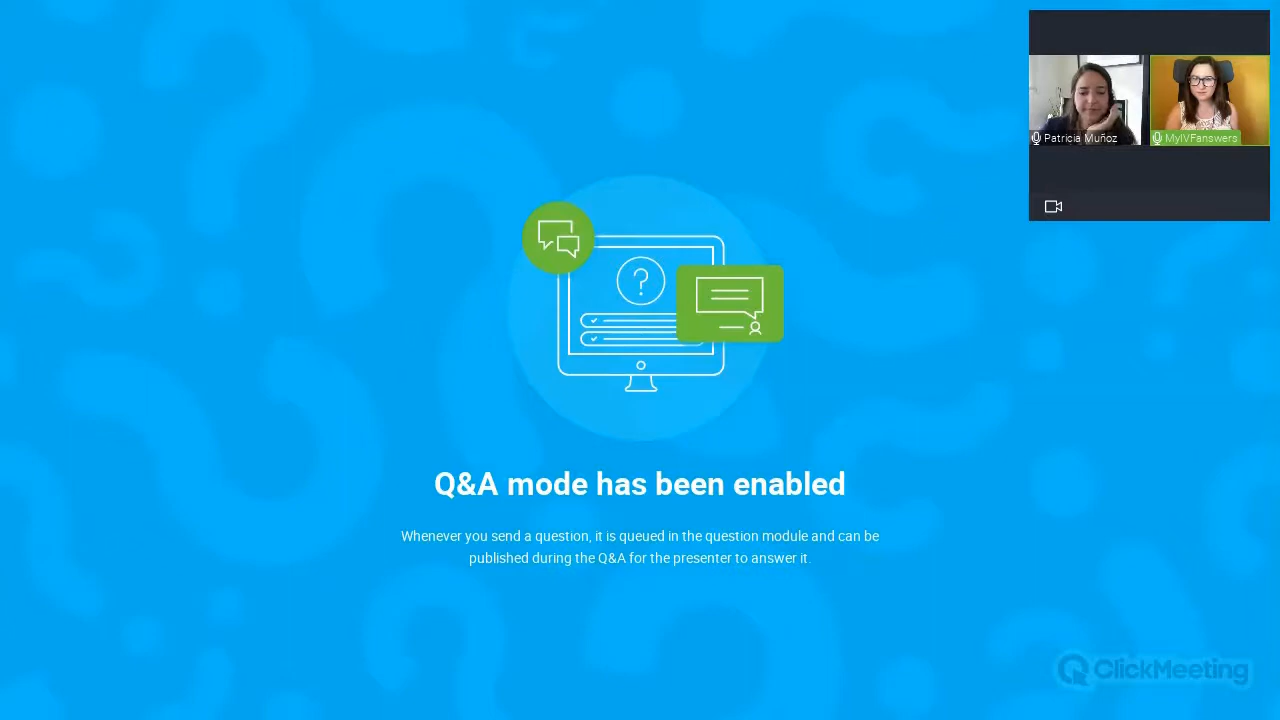 Patricia Muñoz
MyIVFanswers
?
Q&A mode has been enabled
Whenever you send a question, it is queued in the question module and can be
published during the Q&A for the presenter to answer it.
ClickMeeting